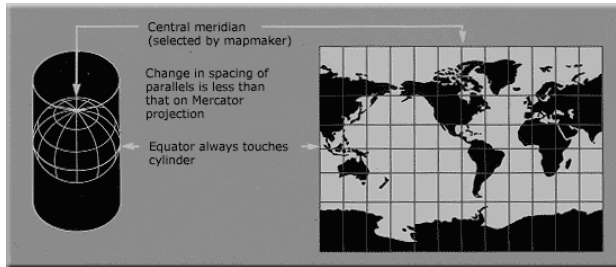 Central meridian
(selected by mapmaker)
Change in spacing of
parallels is less than
that on Mercator
projection
Equator always touches
cylinder